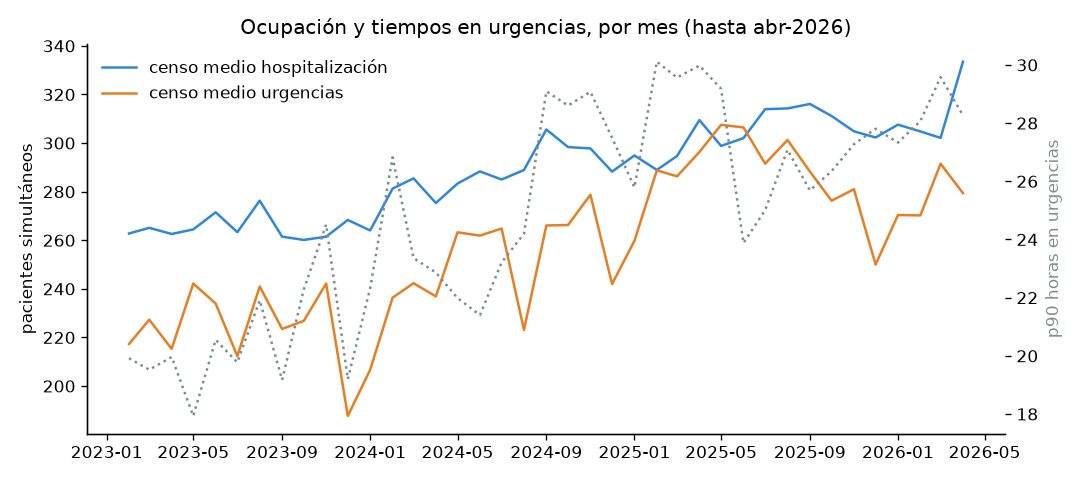 Ocupación y tiempos en urgencias, por mes (hasta abr-2026)
censo medio hospitalización
censo medio urgencias
pacientes simultáneos
340
320
300
280
260
240
220
200
30
28
26
24
22
20
18
p90 horas en urgencias
2023-01 2023-05 2023-09 2024-01 2024-05 2024-09 2025-01 2025-05 2025-09 2026-01 2026-05